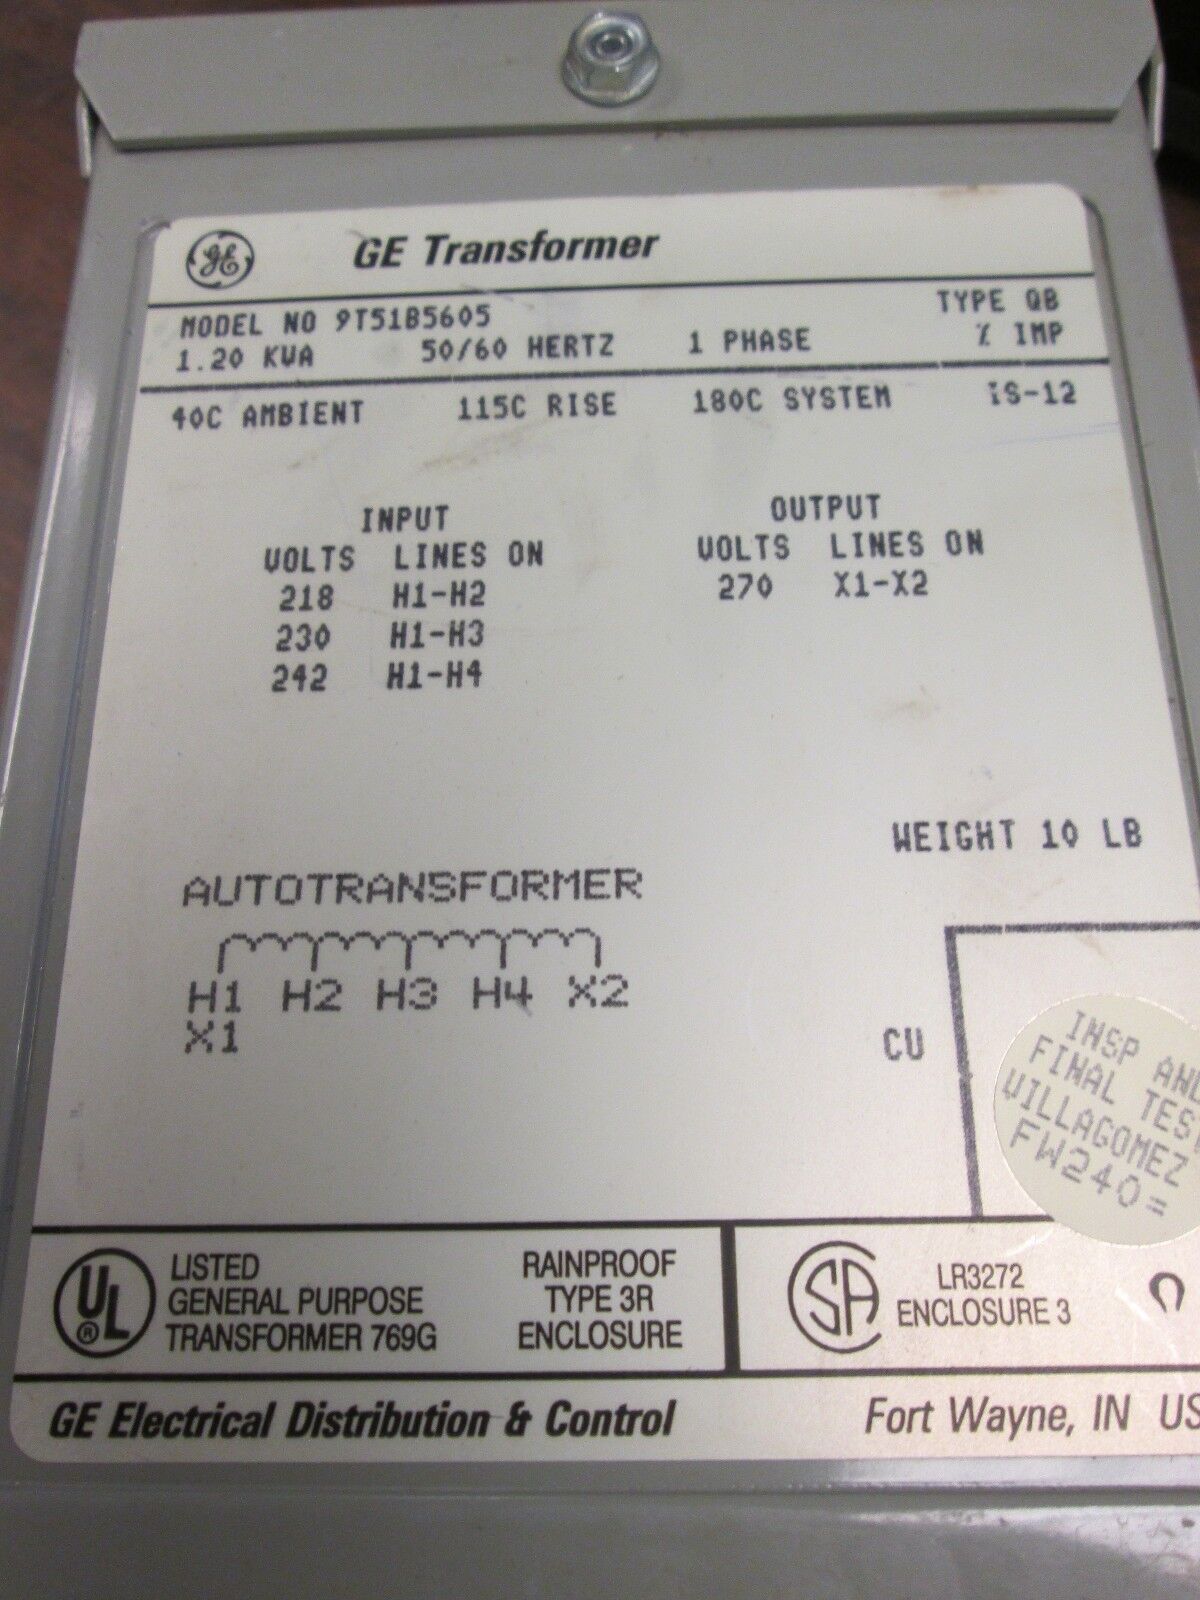 GE GE Transformer
MODEL NO 9T51B5605 TYPE QB
1.20 KVA 50/60 HERTZ 1 PHASE % IMP
40C AMBIENT 115C RISE 180C SYSTEM IS-12
INPUT OUTPUT
VOLTS LINES ON VOLTS LINES ON
218 H1-H2 270 X1-X2
230 H1-H3
242 H1-H4
WEIGHT 10 LB
AUTOTRANSFORMER
H1 H2 H3 H4 X2
X1
CU
INSP AND
FINAL TEST
VILLAGOMEZ
FW240=
UL ® LISTED
GENERAL PURPOSE
TRANSFORMER 769G
RAINPROOF
TYPE 3R
ENCLOSURE
SA LR3272
ENCLOSURE 3
GE Electrical Distribution & Control Fort Wayne, IN US